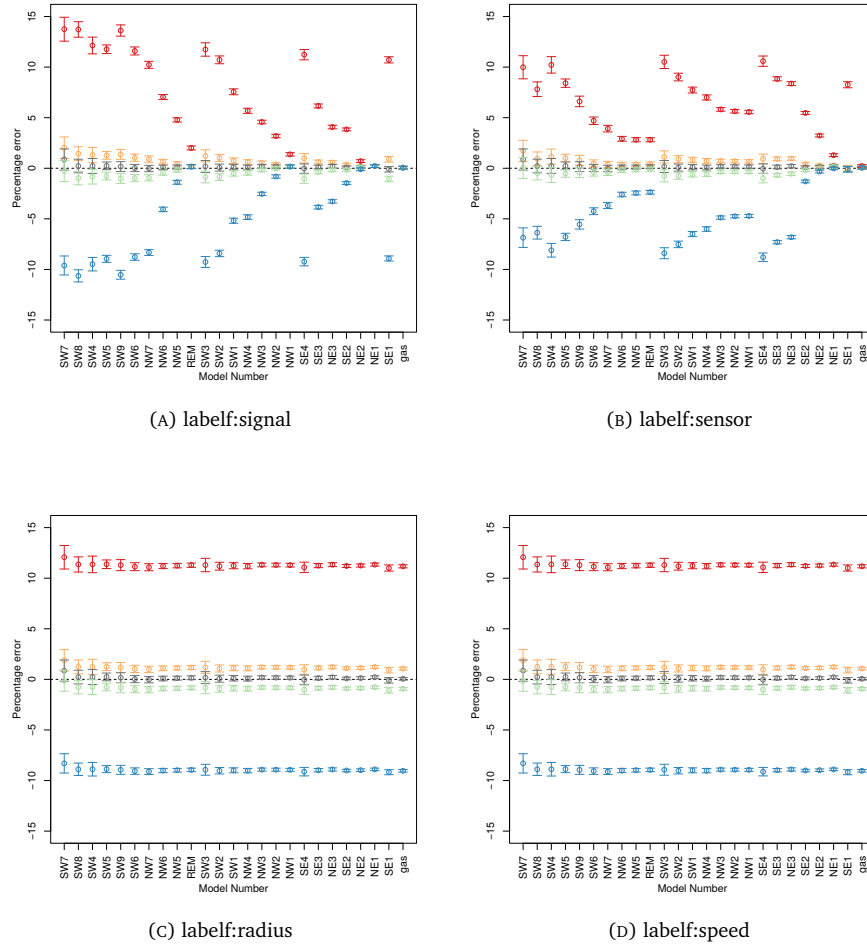 15
10
5
0
−5
−10
−15
Percentage error
SW7 SW8 SW4 SW5 SW9 SW6 NW7 NW6 NW5 REM SW3 SW2 SW1 NW4 NW3 NW2 NW1 SE4 SE3 NE3 SE2 NE2 NE1 SE1 gas
Model Number
(A) labelf:signal
15
10
5
0
−5
−10
−15
Percentage error
SW7 SW8 SW4 SW5 SW9 SW6 NW7 NW6 NW5 REM SW3 SW2 SW1 NW4 NW3 NW2 NW1 SE4 SE3 NE3 SE2 NE2 NE1 SE1 gas
Model Number
(B) labelf:sensor
15
10
5
0
−5
−10
−15
Percentage error
SW7 SW8 SW4 SW5 SW9 SW6 NW7 NW6 NW5 REM SW3 SW2 SW1 NW4 NW3 NW2 NW1 SE4 SE3 NE3 SE2 NE2 NE1 SE1 gas
Model Number
(C) labelf:radius
15
10
5
0
−5
−10
−15
Percentage error
SW7 SW8 SW4 SW5 SW9 SW6 NW7 NW6 NW5 REM SW3 SW2 SW1 NW4 NW3 NW2 NW1 SE4 SE3 NE3 SE2 NE2 NE1 SE1 gas
Model Number
(D) labelf:speed